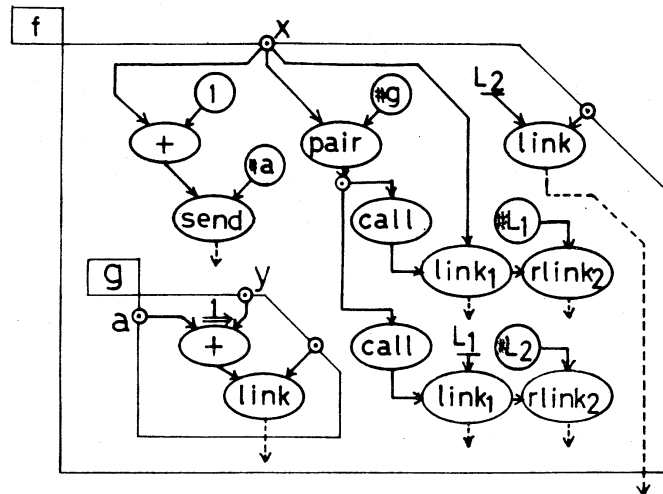 f
X
1
#g
L2
+
pair
link
#a
send
call
#L1
link1
rlink2
g
y
a
1
+
link
call
L1
#L2
link1
rlink2